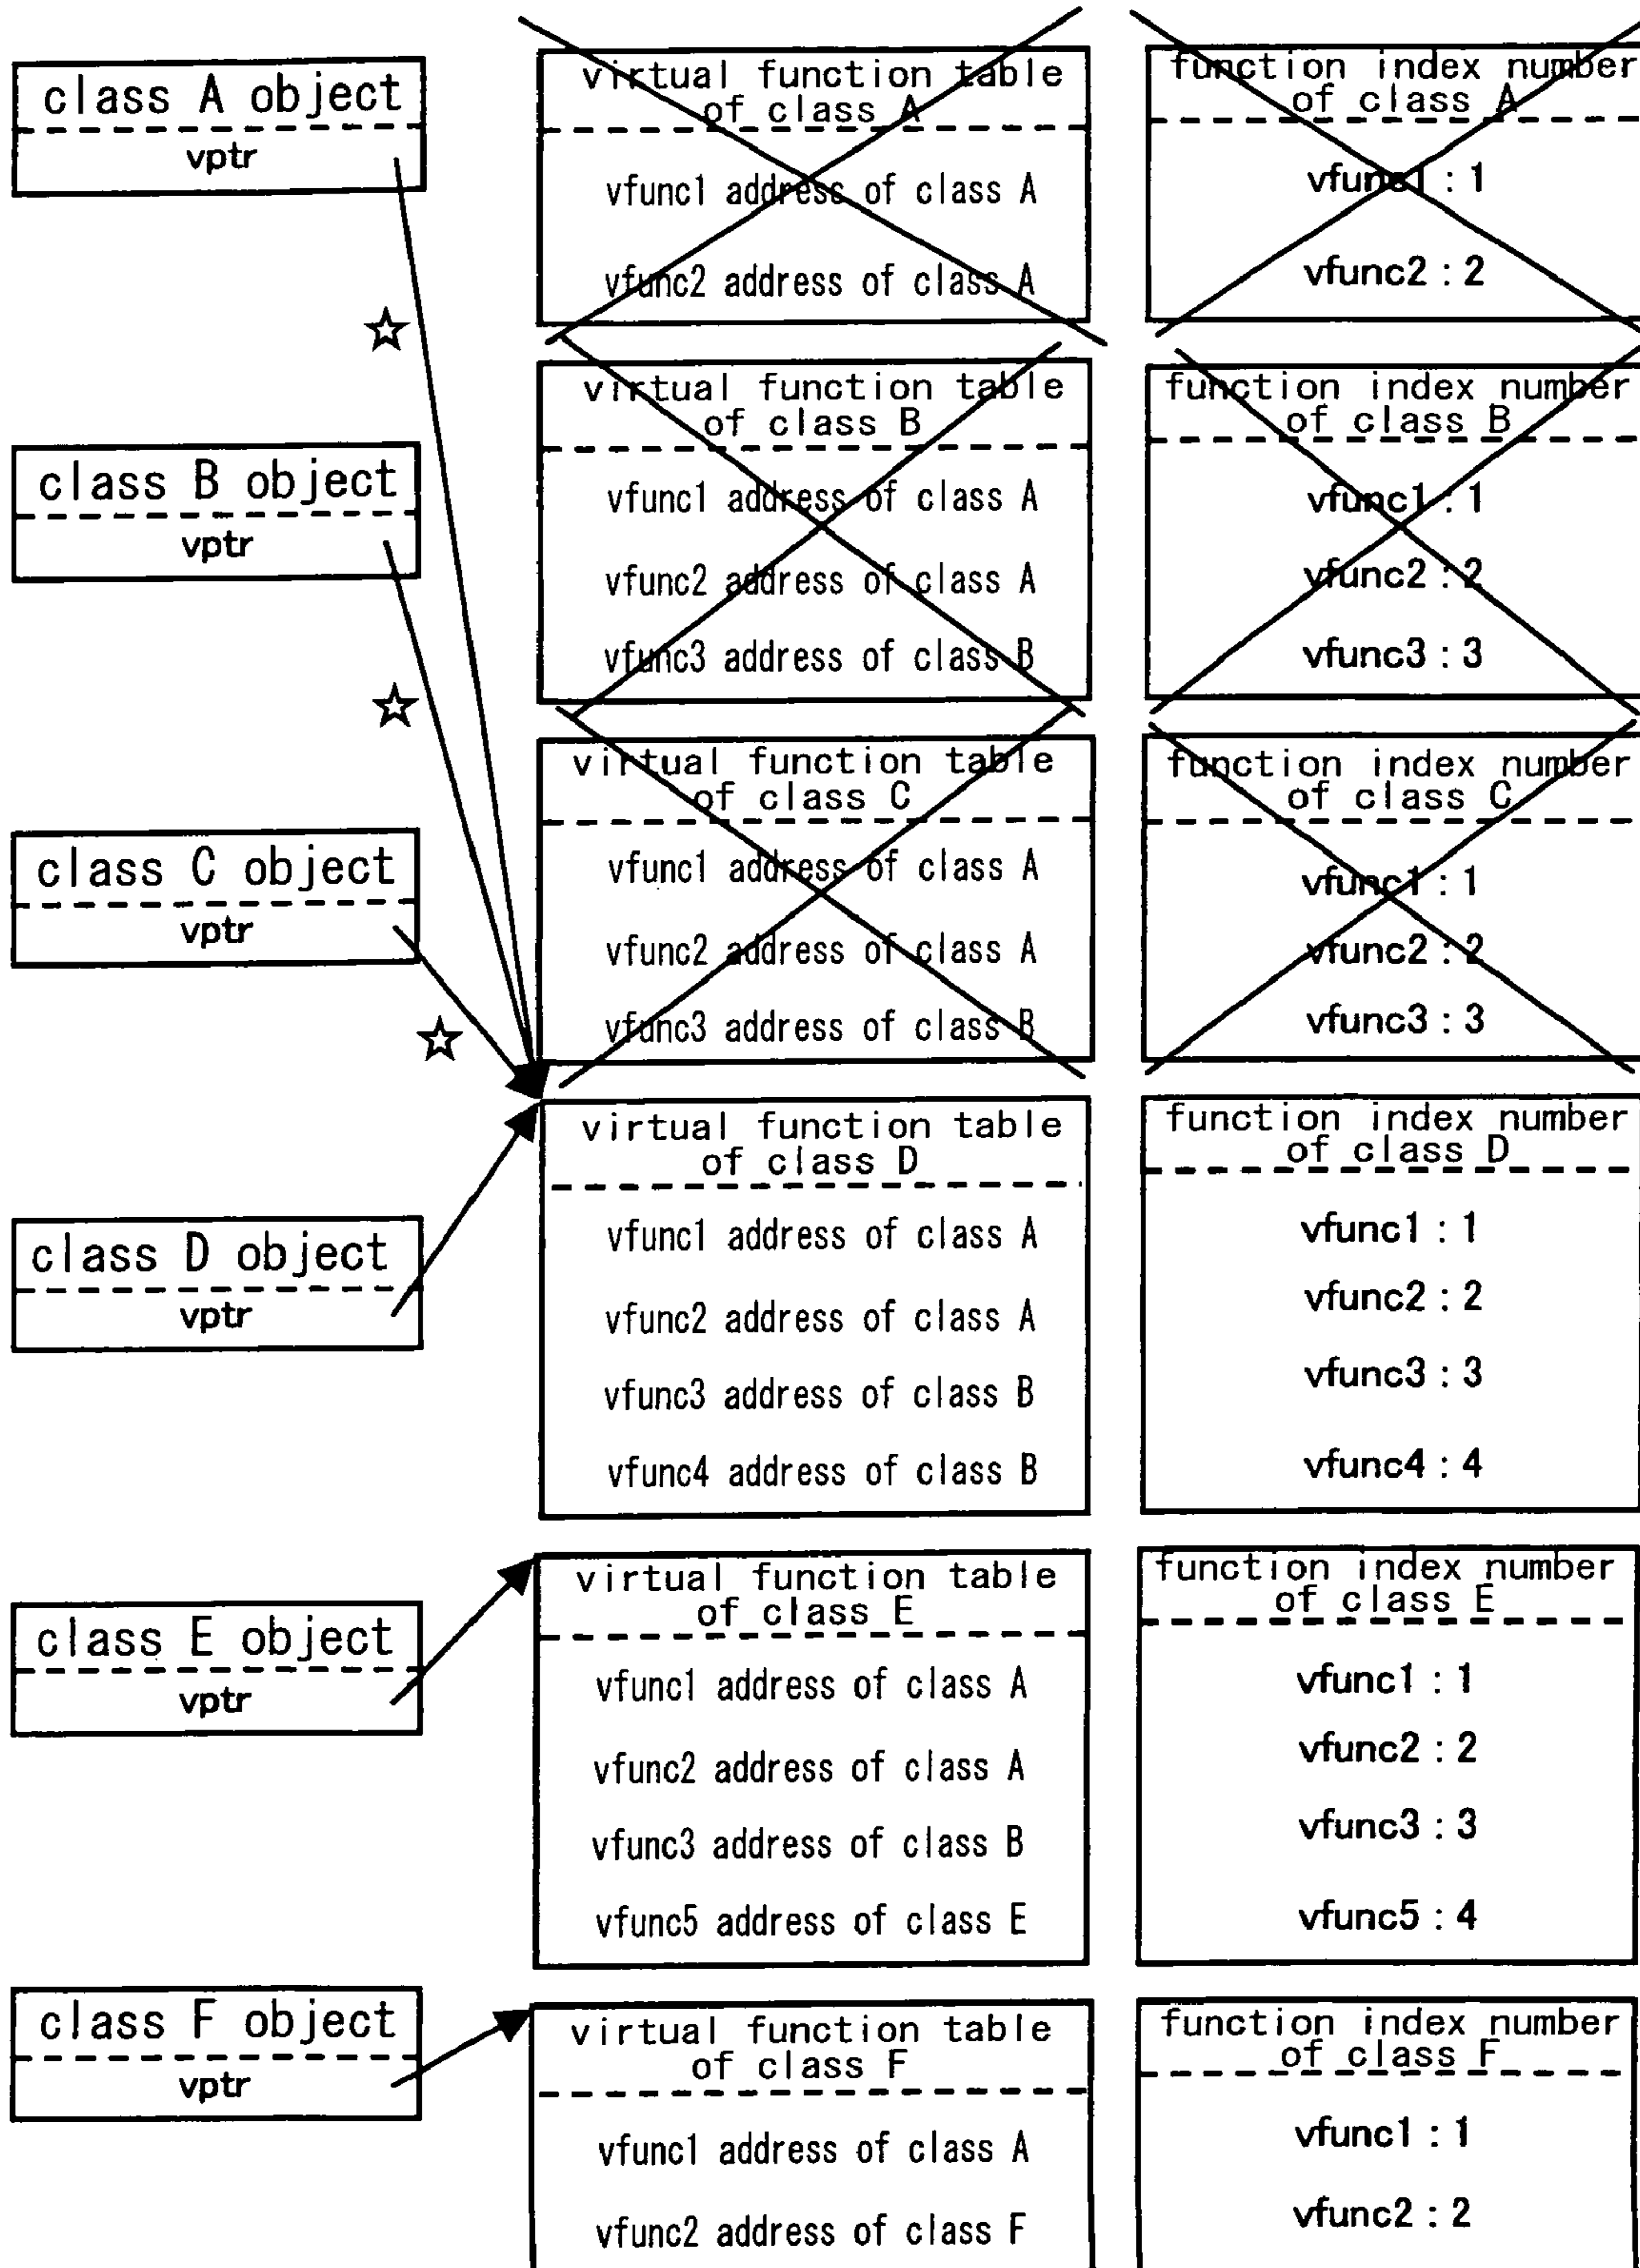 class A object
vptr
virtual function table
of class A
vfunc1 address of class A
vfunc2 address of class A
function index number
of class A
vfunc1 : 1
vfunc2 : 2
class B object
vptr
virtual function table
of class B
vfunc1 address of class A
vfunc2 address of class A
vfunc3 address of class B
function index number
of class B
vfunc1 : 1
vfunc2 : 2
vfunc3 : 3
class C object
vptr
virtual function table
of class C
vfunc1 address of class A
vfunc2 address of class A
vfunc3 address of class B
function index number
of class C
vfunc1 : 1
vfunc2 : 2
vfunc3 : 3
class D object
vptr
virtual function table
of class D
vfunc1 address of class A
vfunc2 address of class A
vfunc3 address of class B
vfunc4 address of class B
function index number
of class D
vfunc1 : 1
vfunc2 : 2
vfunc3 : 3
vfunc4 : 4
class E object
vptr
virtual function table
of class E
vfunc1 address of class A
vfunc2 address of class A
vfunc3 address of class B
vfunc5 address of class E
function index number
of class E
vfunc1 : 1
vfunc2 : 2
vfunc3 : 3
vfunc5 : 4
class F object
vptr
virtual function table
of class F
vfunc1 address of class A
vfunc2 address of class F
function index number
of class F
vfunc1 : 1
vfunc2 : 2